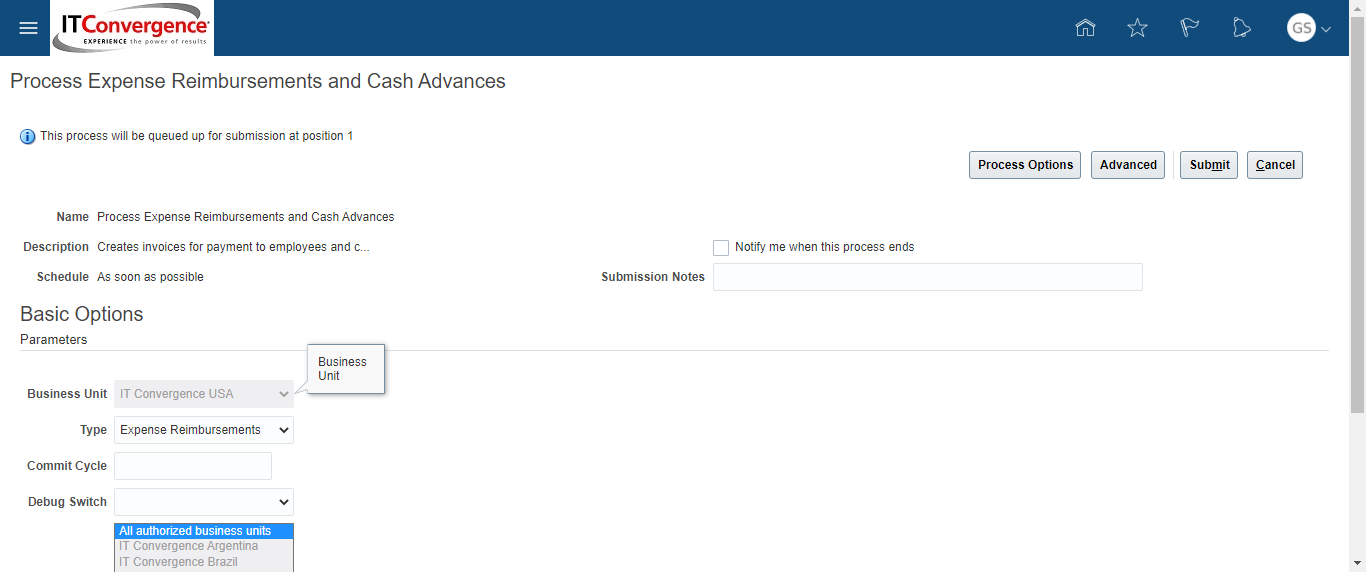 ITConvergence
EXPERIENCE the power of results
GS
Process Expense Reimbursements and Cash Advances
This process will be queued up for submission at position 1
Process Options
Advanced
Submit
Cancel
Name Process Expense Reimbursements and Cash Advances
Description Creates invoices for payment to employees and c...
Notify me when this process ends
Schedule As soon as possible
Submission Notes
Basic Options
Parameters
Business
Unit
Business Unit IT Convergence USA
Type Expense Reimbursements
Commit Cycle
Debug Switch
All authorized business units
IT Convergence Argentina
IT Convergence Brazil